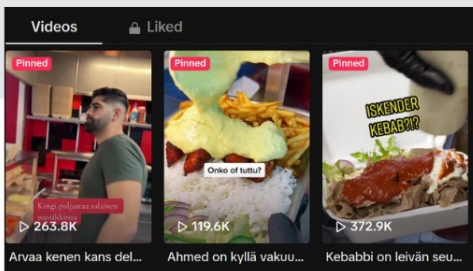 Videos
Liked
Pinned
Kingi paljastaa salaisen
suosikkinsa
263.8K
Arvaa kenen kans del...
Pinned
Onko of tuttu?
119.6K
Ahmed on kyllä vakuu...
Pinned
ISKENDER
KEBAB?!?
372.9K
Kebabbi on leivän seu...